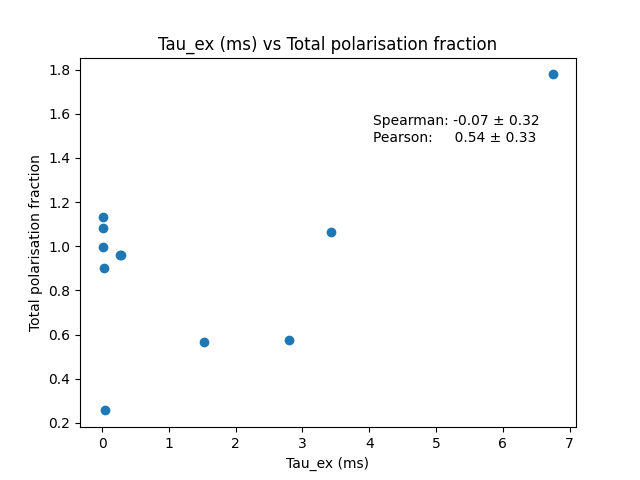 Tau_ex (ms) vs Total polarisation fraction
Spearman: -0.07 ± 0.32
Pearson: 0.54 ± 0.33
Total polarisation fraction
1.8
1.6
1.4
1.2
1.0
0.8
0.6
0.4
0.2
0 1 2 3 4 5 6 7
Tau_ex (ms)